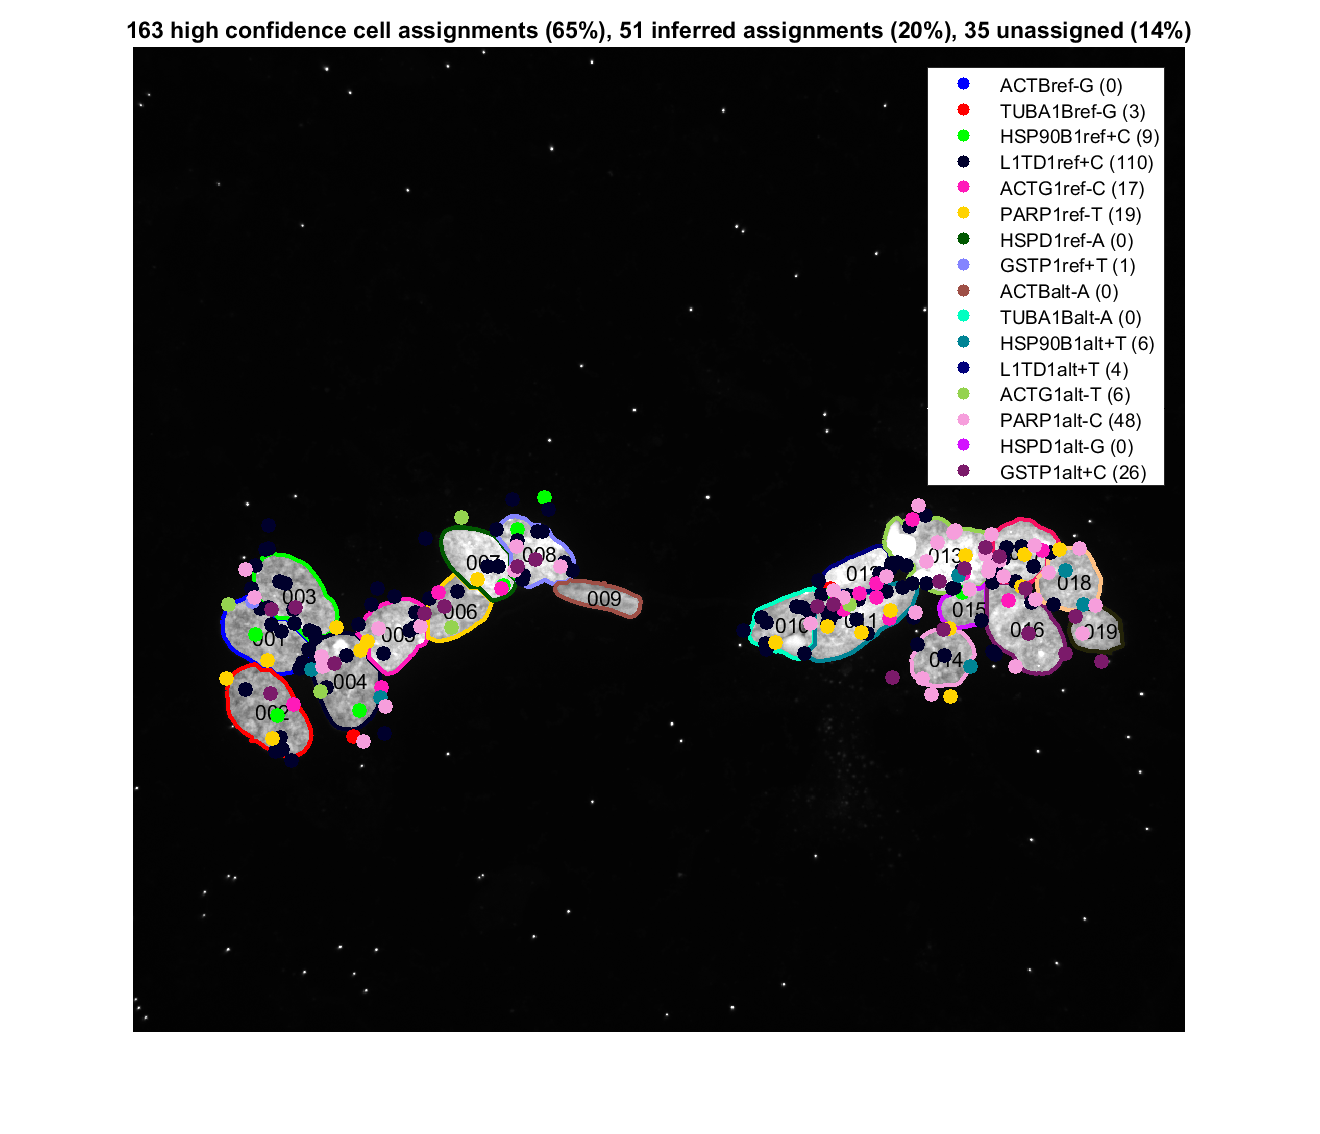 163 high confidence cell assignments (65%), 51 inferred assignments (20%), 35 unassigned (14%)
ACTBref-G (0)
TUBA1Bref-G (3)
HSP90B1ref+C (9)
L1TD1ref+C (110)
ACTG1ref-C (17)
PARP1ref-T (19)
HSPD1ref-A (0)
GSTP1ref+T (1)
ACTBalt-A (0)
TUBA1Balt-A (0)
HSP90B1alt+T (6)
L1TD1alt+T (4)
ACTG1alt-T (6)
PARP1alt-C (48)
HSPD1alt-G (0)
GSTP1alt+C (26)
007
008
013
003
018
009
006
015
010
011
016
019
001
005
014
004
002